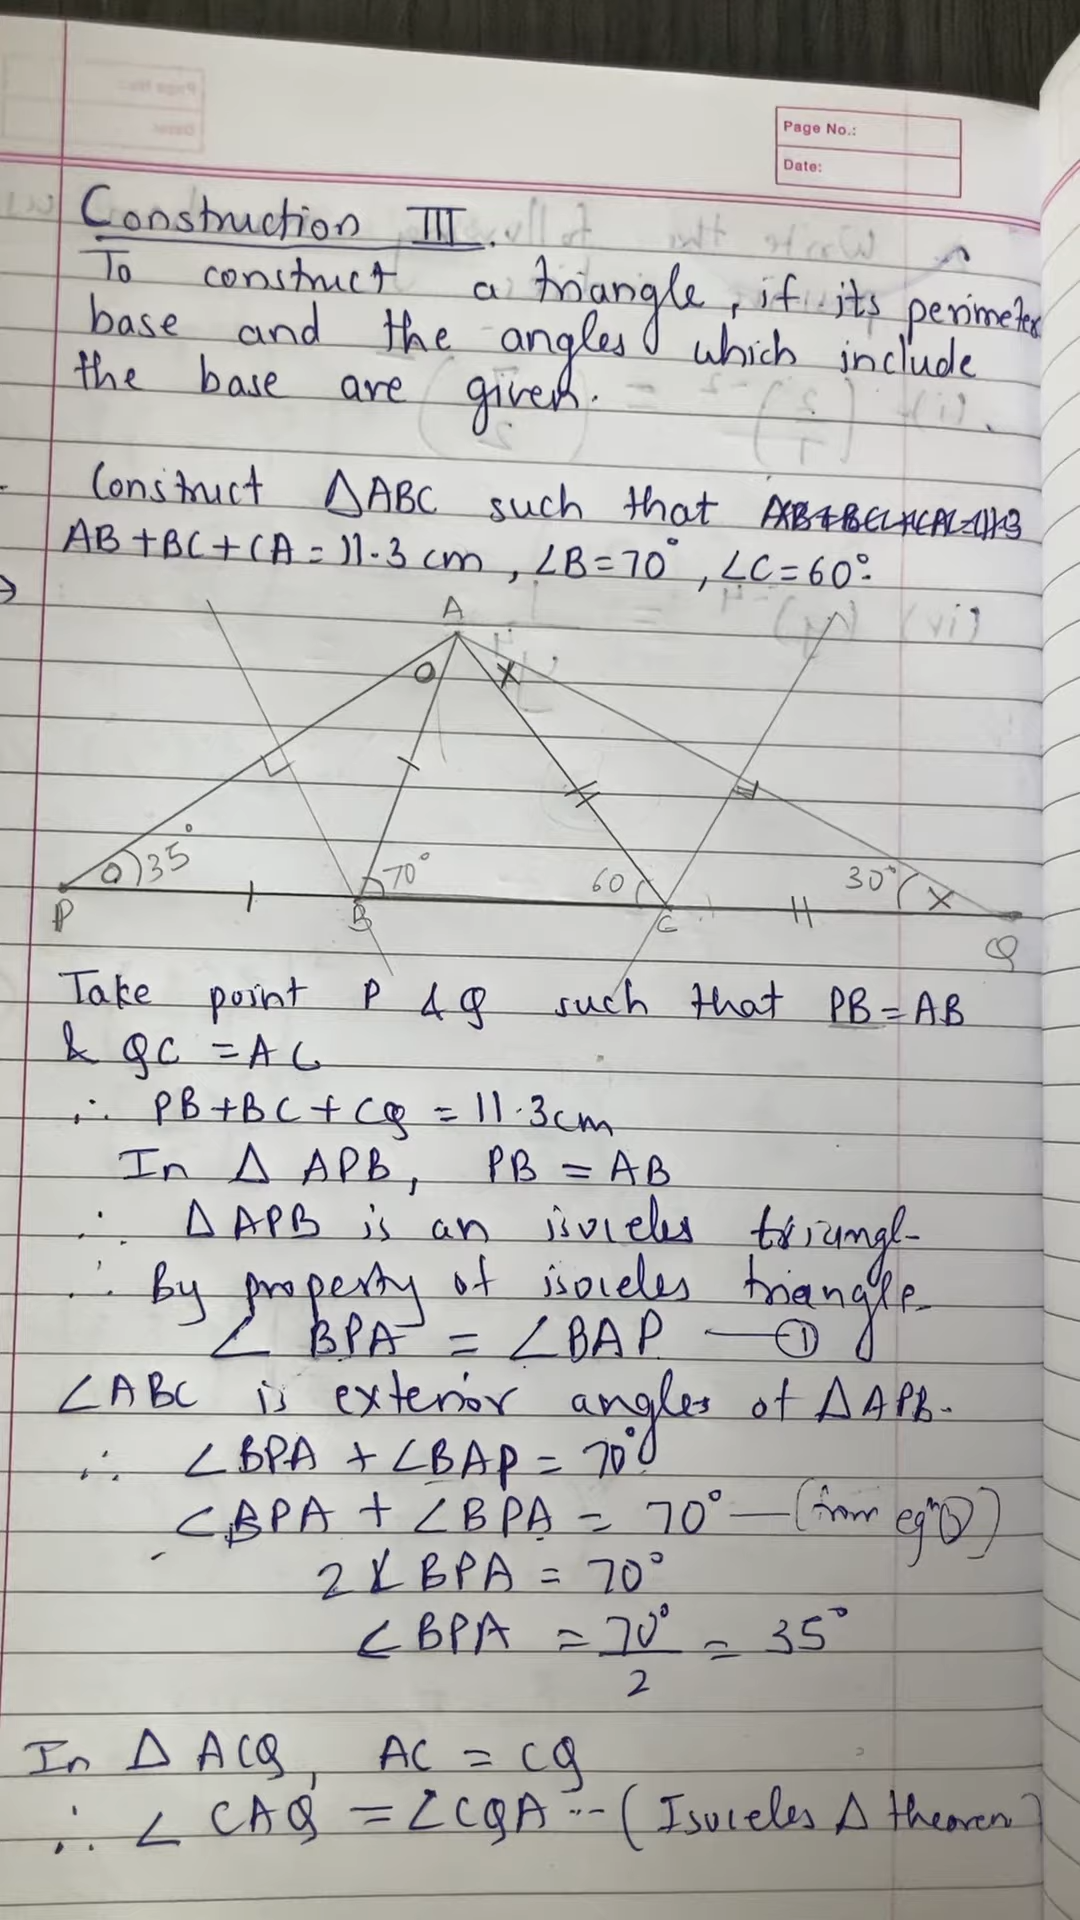 Page No.:
Date:
Construction III.
To construct a triangle, if its perimeter
base and the angles which include
the base are given.
Construct △ABC such that
AB+BC+CA=11.3 cm, ∠B=70°, ∠C=60°.
A
O x
O 35° 70° 60 30° x
P B C Q
Take point P & Q such that PB=AB
& QC = AC
∴ PB+BC+CQ = 11.3cm
In △ APB, PB = AB
∴ △APB is an isoceles triangl-
∴ By property of isoceles triangle
∠ BPA = ∠BAP — ①
∠ABC is exterior angles of △APB.
∴ ∠BPA + ∠BAP = 70°
∠BPA + ∠BPA = 70° — (from eqⁿ①)
2∠BPA = 70°
∠BPA = 70°/2 = 35°
In △ ACQ, AC = CQ
∴ ∠ CAQ = ∠CQA -- (Isoceles △ theorem)